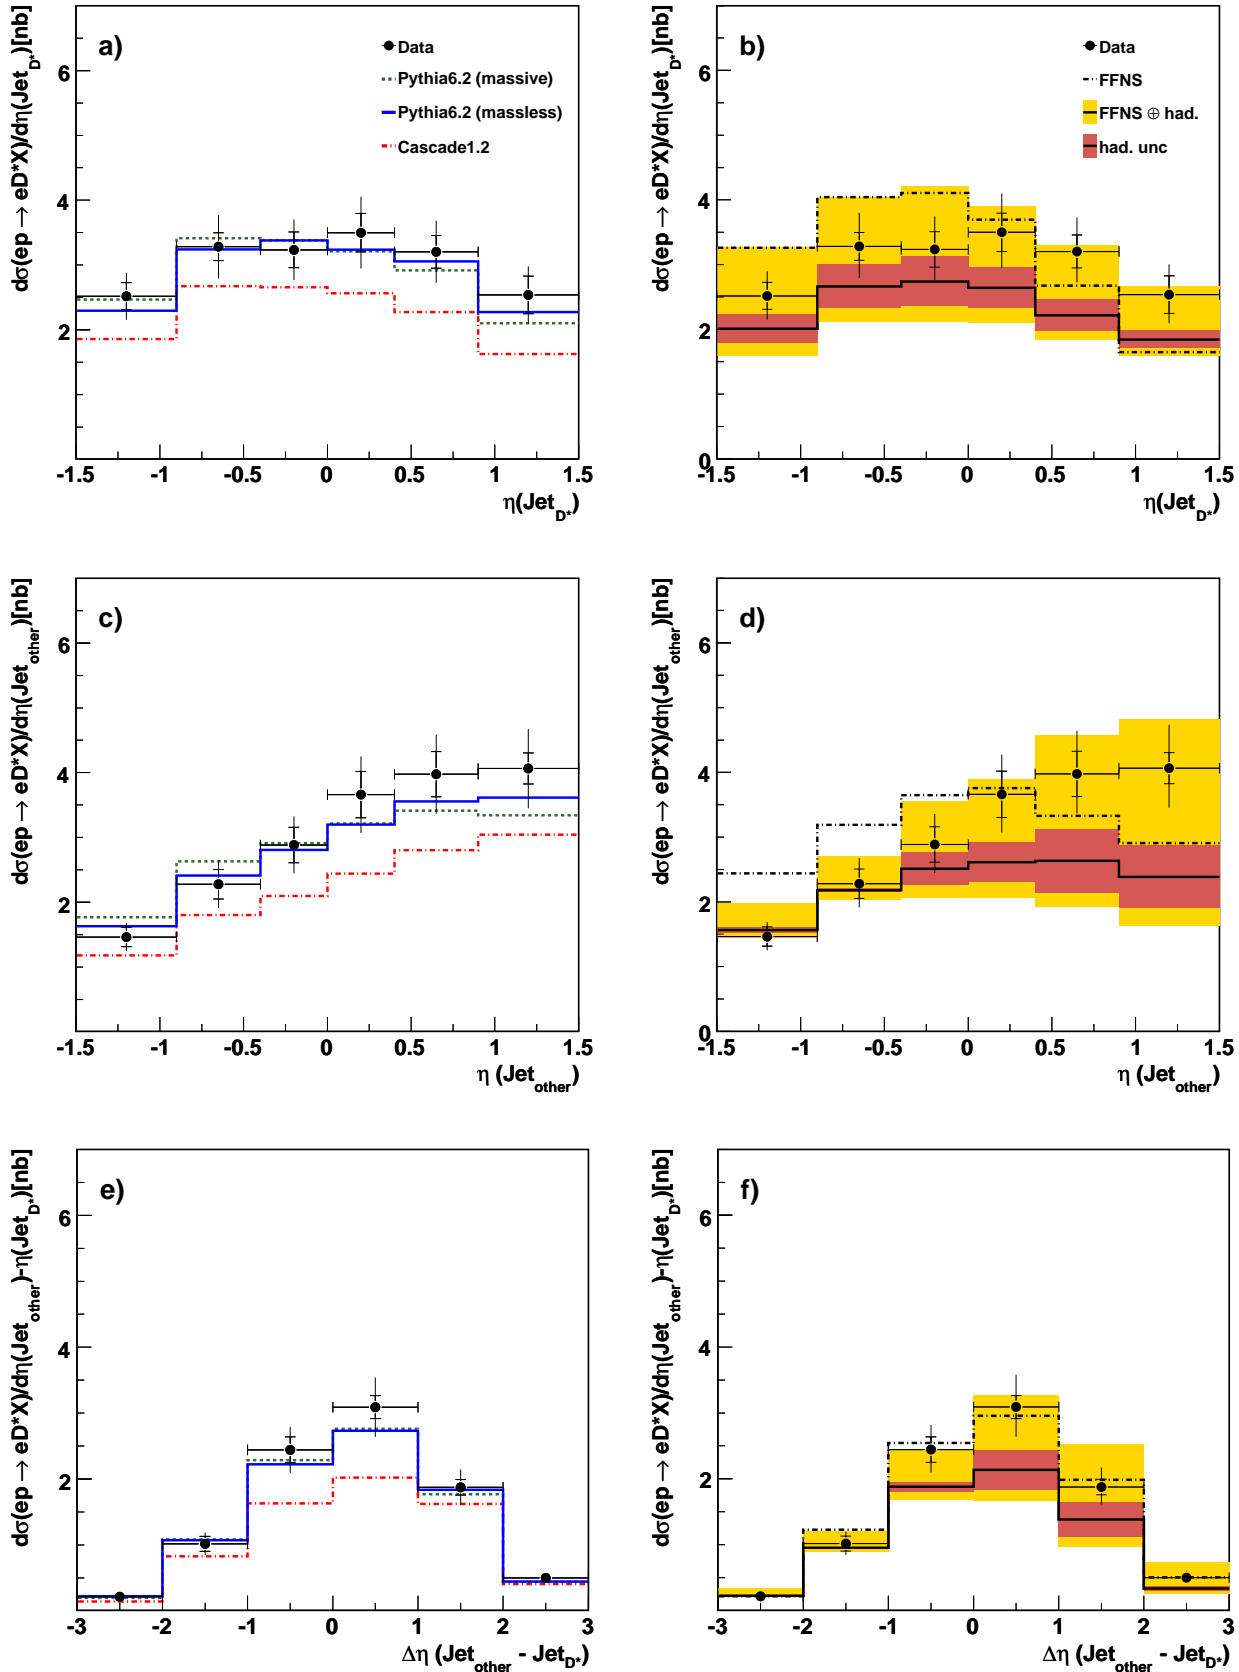 dσ(ep → eD*X)/dη(Jet_D*)[nb]
a)
Data
Pythia6.2 (massive)
Pythia6.2 (massless)
Cascade1.2
6
4
2
0
-1.5 -1 -0.5 0 0.5 1 1.5
η(Jet_D*)
dσ(ep → eD*X)/dη(Jet_D*)[nb]
b)
Data
FFNS
FFNS ⊕ had.
had. unc
6
4
2
0
-1.5 -1 -0.5 0 0.5 1 1.5
η(Jet_D*)
dσ(ep → eD*X)/dη(Jet_other)[nb]
c)
6
4
2
0
-1.5 -1 -0.5 0 0.5 1 1.5
η (Jet_other)
dσ(ep → eD*X)/dη(Jet_other)[nb]
d)
6
4
2
0
-1.5 -1 -0.5 0 0.5 1 1.5
η (Jet_other)
dσ(ep → eD*X)/dη(Jet_other)-η(Jet_D*)[nb]
e)
6
4
2
-3 -2 -1 0 1 2 3
Δη (Jet_other - Jet_D*)
dσ(ep → eD*X)/dη(Jet_other)-η(Jet_D*)[nb]
f)
6
4
2
-3 -2 -1 0 1 2 3
Δη (Jet_other - Jet_D*)